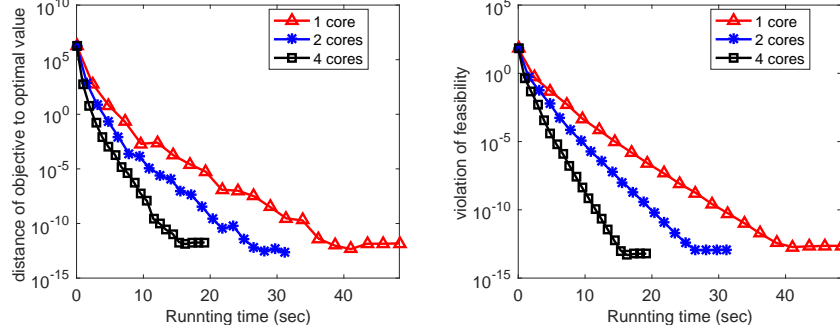 10^10
10^5
10^0
10^-5
10^-10
10^-15
distance of objective to optimal value
0
10
20
30
40
Runnting time (sec)
1 core
2 cores
4 cores
10^5
10^0
10^-5
10^-10
10^-15
violation of feasibility
0
10
20
30
40
Runnting time (sec)
1 core
2 cores
4 cores